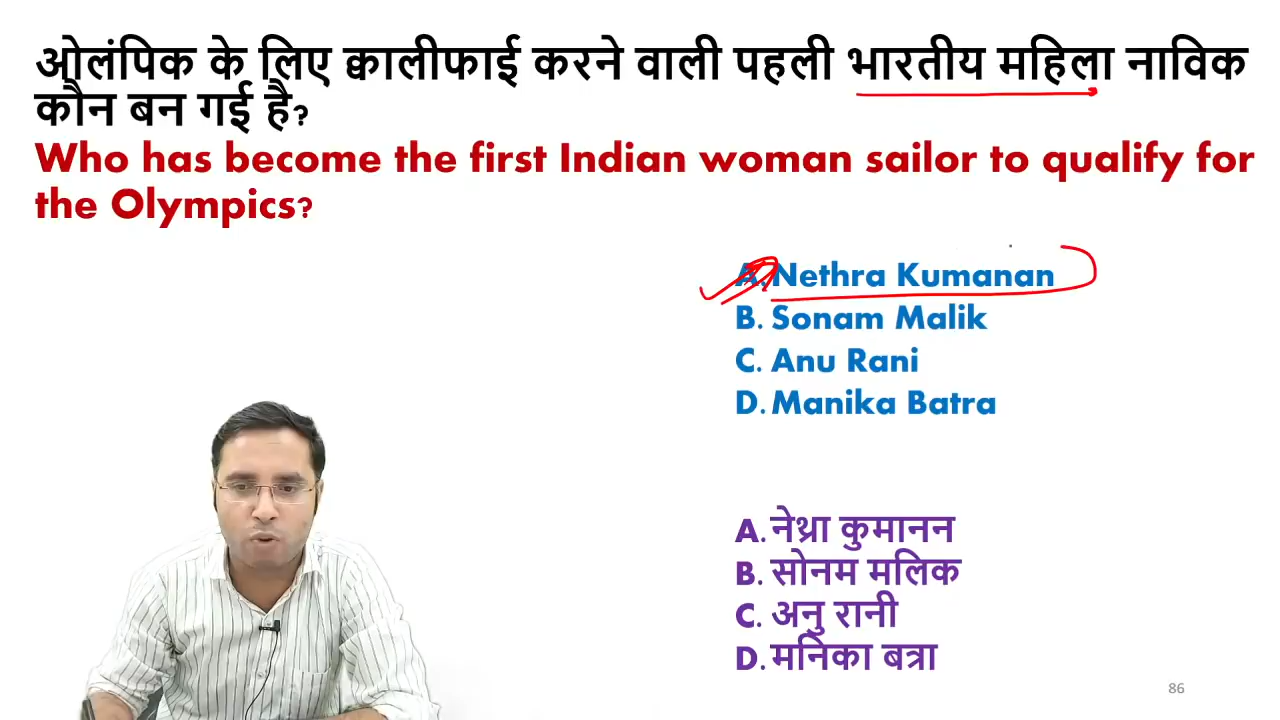 ओलंपिक के लिए क्वालीफाई करने वाली पहली भारतीय महिला नाविक
कौन बन गई है?
Who has become the first Indian woman sailor to qualify for
the Olympics?
A. Nethra Kumanan
B. Sonam Malik
C. Anu Rani
D. Manika Batra
A. नेथ्रा कुमानन
B. सोनम मलिक
C. अनु रानी
D. मनिका बत्रा
86